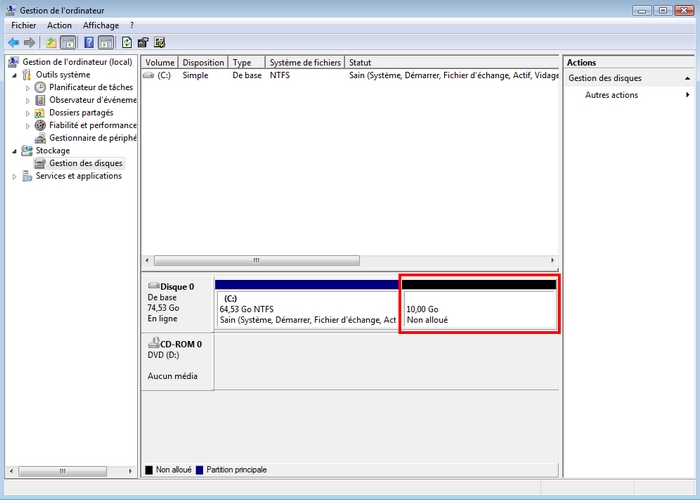 Gestion de l'ordinateur
Fichier Action Affichage ?
Gestion de l'ordinateur (local)
Outils système
Planificateur de tâches
Observateur d'événeme
Dossiers partagés
Fiabilité et performance
Gestionnaire de périphé
Stockage
Gestion des disques
Services et applications
Volume Disposition Type Système de fichiers Statut
(C:) Simple De base NTFS Sain (Système, Démarrer, Fichier d'échange, Actif, Vidage
Actions
Gestion des disques
Autres actions
Disque 0
De base
74,53 Go
En ligne
(C:)
64,53 Go NTFS
Sain (Système, Démarrer, Fichier d'échange, Act
10,00 Go
Non alloué
CD-ROM 0
DVD (D:)
Aucun média
Non alloué Partition principale